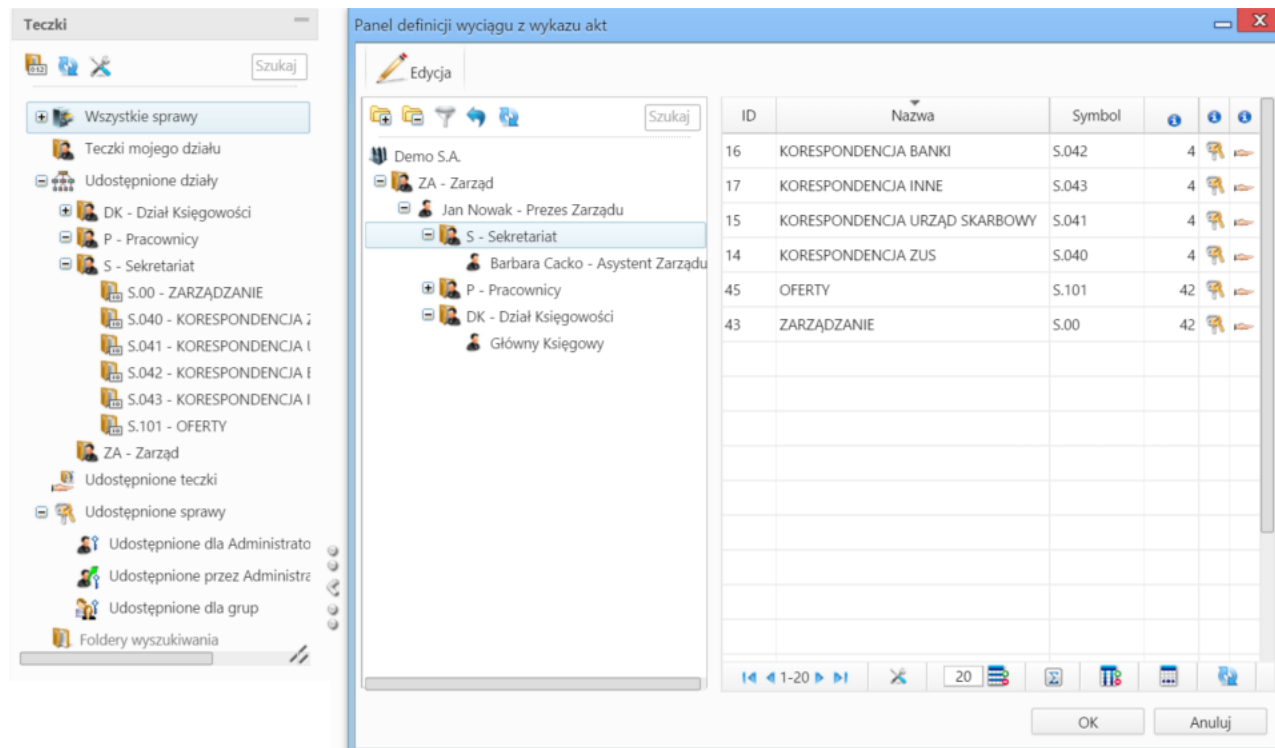 Teczki
Szukaj
Wszystkie sprawy
Teczki mojego działu
Udostępnione działy
DK - Dział Księgowości
P - Pracownicy
S - Sekretariat
S.00 - ZARZĄDZANIE
S.040 - KORESPONDENCJA
S.041 - KORESPONDENCJA
S.042 - KORESPONDENCJA
S.043 - KORESPONDENCJA
S.101 - OFERTY
ZA - Zarząd
Udostępnione teczki
Udostępnione sprawy
Udostępnione dla Administrato
Udostępnione przez Administra
Udostępnione dla grup
Foldery wyszukiwania
Panel definicji wyciągu z wykazu akt
Edycja
Szukaj
Demo S.A.
ZA - Zarząd
Jan Nowak - Prezes Zarządu
S - Sekretariat
Barbara Cacko - Asystent Zarządu
P - Pracownicy
DK - Dział Księgowości
Główny Księgowy
ID Nazwa Symbol
16 KORESPONDENCJA BANKI S.042 4
17 KORESPONDENCJA INNE S.043 4
15 KORESPONDENCJA URZĄD SKARBOWY S.041 4
14 KORESPONDENCJA ZUS S.040 4
45 OFERTY S.101 42
43 ZARZĄDZANIE S.00 42
1-20 20
OK Anuluj